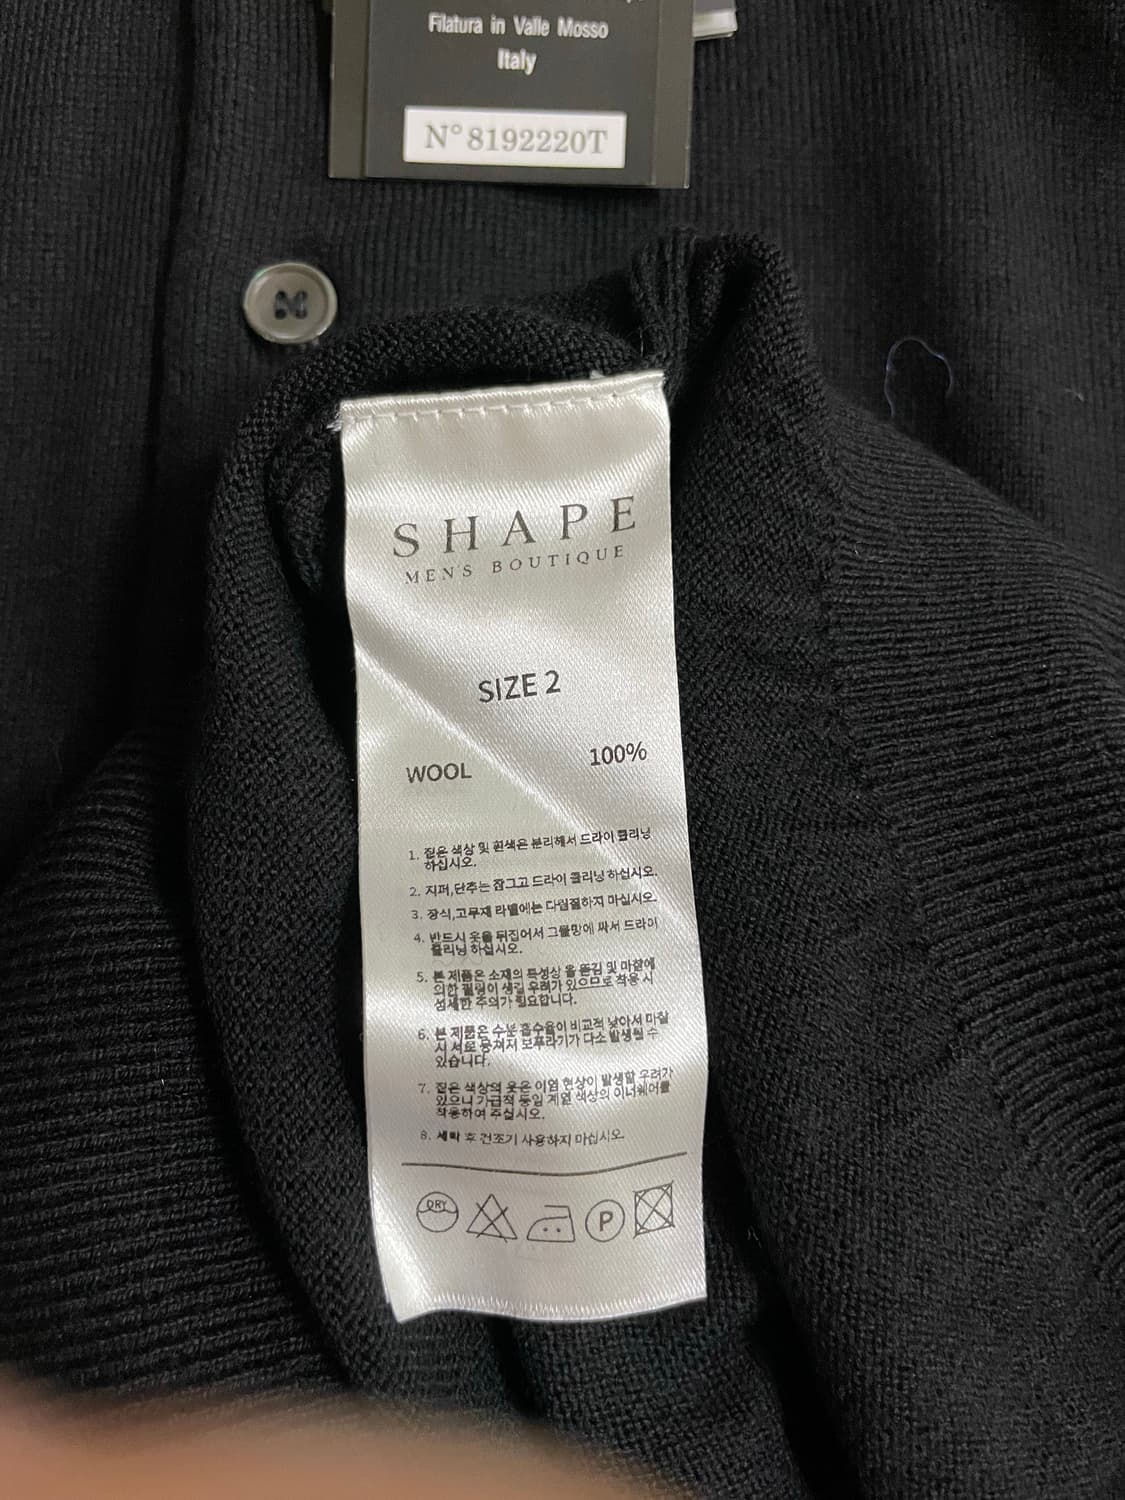 Filatura in Valle Mosso
Italy
N° 8192220T
SHAPE
MEN'S BOUTIQUE
SIZE 2
WOOL 100%
1. 짙은 색상 및 흰색은 분리해서 드라이 클리닝
하십시오.
2. 지퍼,단추는 잠그고 드라이 클리닝 하십시오.
3. 장식,고무재 라벨에는 다림질하지 마십시오.
4. 반드시 옷을 뒤집어서 그물망에 싸서 드라이
클리닝 하십시오.
5. 본 제품은 소재의 특성상 올 뜯김 및 마찰에
의한 필링이 생길 우려가 있으므로 착용 시
섬세한 주의가 필요합니다.
6. 본 제품은 수분 흡수율이 비교적 낮아서 마찰
시 서로 뭉쳐져 보푸라기가 다소 발생될 수
있습니다.
7. 짙은 색상의 옷은 이염 현상이 발생할 우려가
있으니 가급적 동일 계열 색상의 이너웨어를
착용하여 주십시오.
8. 세탁 후 건조기 사용하지 마십시오.
DRY
P